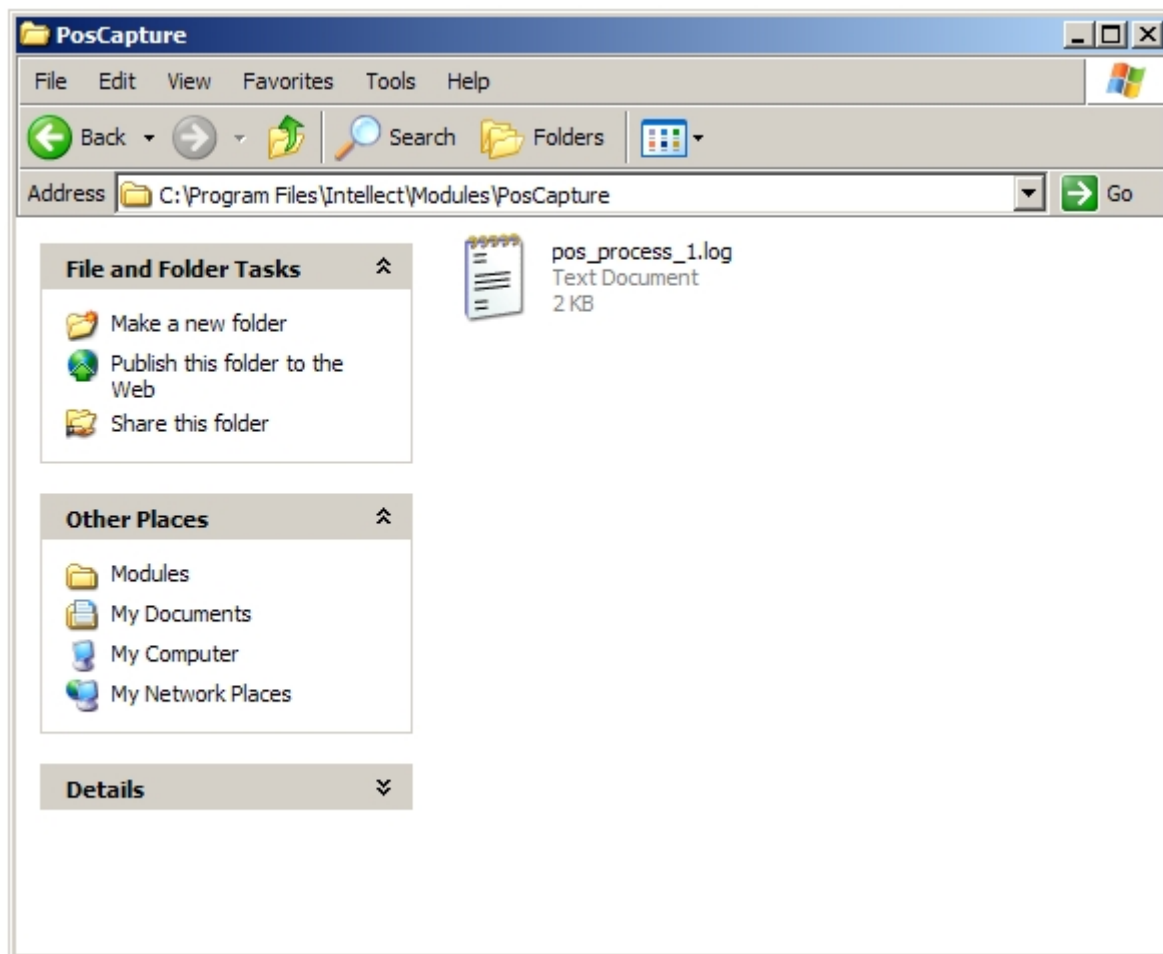 PosCapture
File Edit View Favorites Tools Help
Back Search Folders
Address C:\Program Files\Intellect\Modules\PosCapture Go
File and Folder Tasks
Make a new folder
Publish this folder to the
Web
Share this folder
Other Places
Modules
My Documents
My Computer
My Network Places
Details
pos_process_1.log
Text Document
2 KB